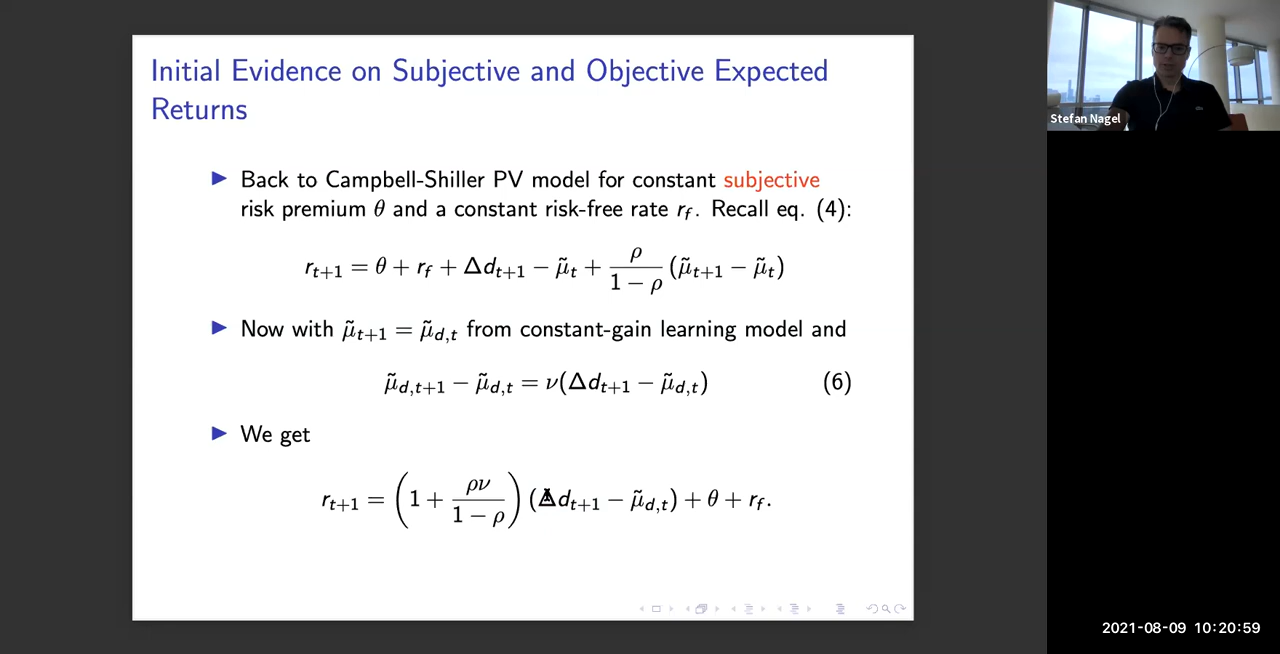 Initial Evidence on Subjective and Objective Expected
Returns
Back to Campbell-Shiller PV model for constant subjective
risk premium θ and a constant risk-free rate r_f. Recall eq. (4):
r_{t+1} = θ + r_f + Δd_{t+1} − μ̃_t + \frac{ρ}{1 − ρ} (μ̃_{t+1} − μ̃_t)
Now with μ̃_{t+1} = μ̃_{d,t} from constant-gain learning model and
μ̃_{d,t+1} − μ̃_{d,t} = ν(Δd_{t+1} − μ̃_{d,t}) (6)
We get
r_{t+1} = (1 + \frac{ρν}{1 − ρ}) (Δd_{t+1} − μ̃_{d,t}) + θ + r_f.
Stefan Nagel
2021-08-09 10:20:59